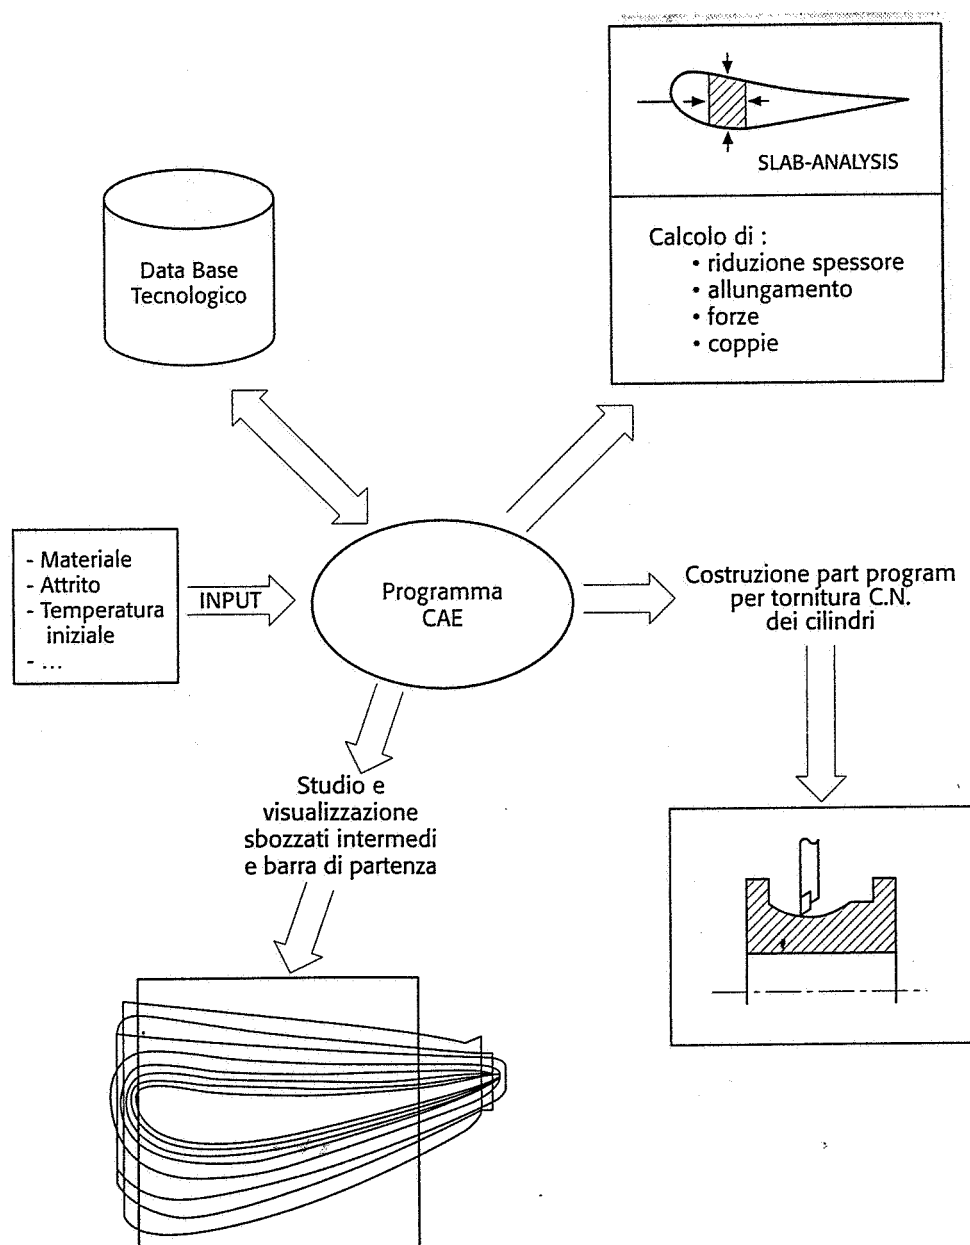 SLAB-ANALYSIS
Calcolo di :
• riduzione spessore
• allungamento
• forze
• coppie
Data Base
Tecnologico
- Materiale
- Attrito
- Temperatura
iniziale
- ...
INPUT
Programma
CAE
Costruzione part program
per tornitura C.N.
dei cilindri
Studio e
visualizzazione
sbozzati intermedi
e barra di partenza